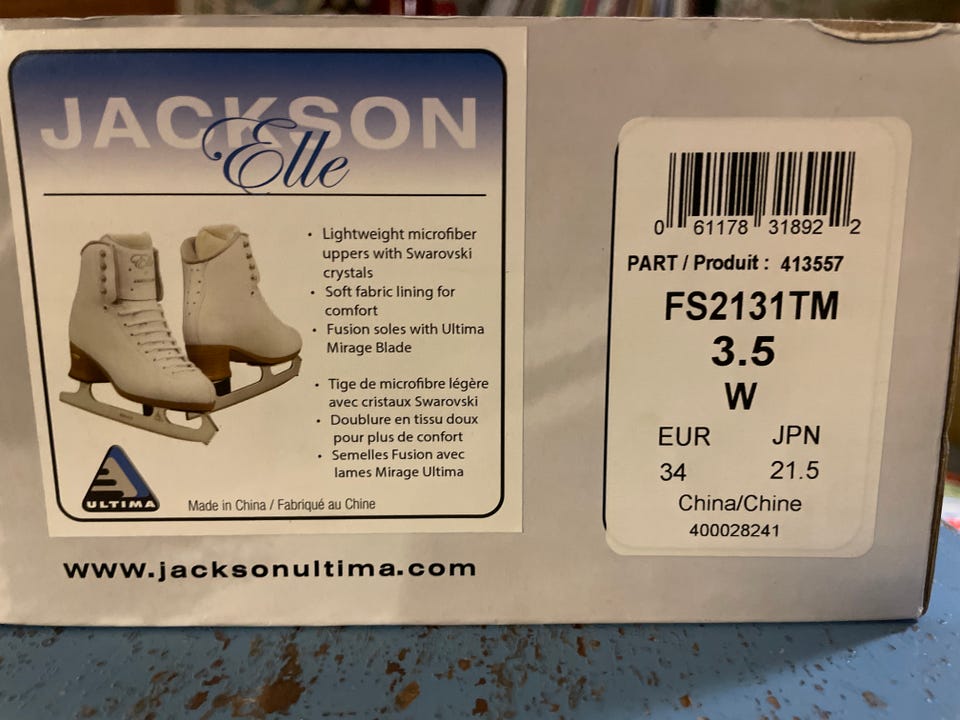 JACKSON
Elle
• Lightweight microfiber
uppers with Swarovski
crystals
• Soft fabric lining for
comfort
• Fusion soles with Ultima
Mirage Blade
• Tige de microfibre légère
avec cristaux Swarovski
• Doublure en tissu doux
pour plus de confort
• Semelles Fusion avec
lames Mirage Ultima
ULTIMA
Made in China / Fabriqué au Chine
www.jacksonultima.com
0 61178 31892 2
PART / Produit : 413557
FS2131TM
3.5
W
EUR JPN
34 21.5
China/Chine
400028241